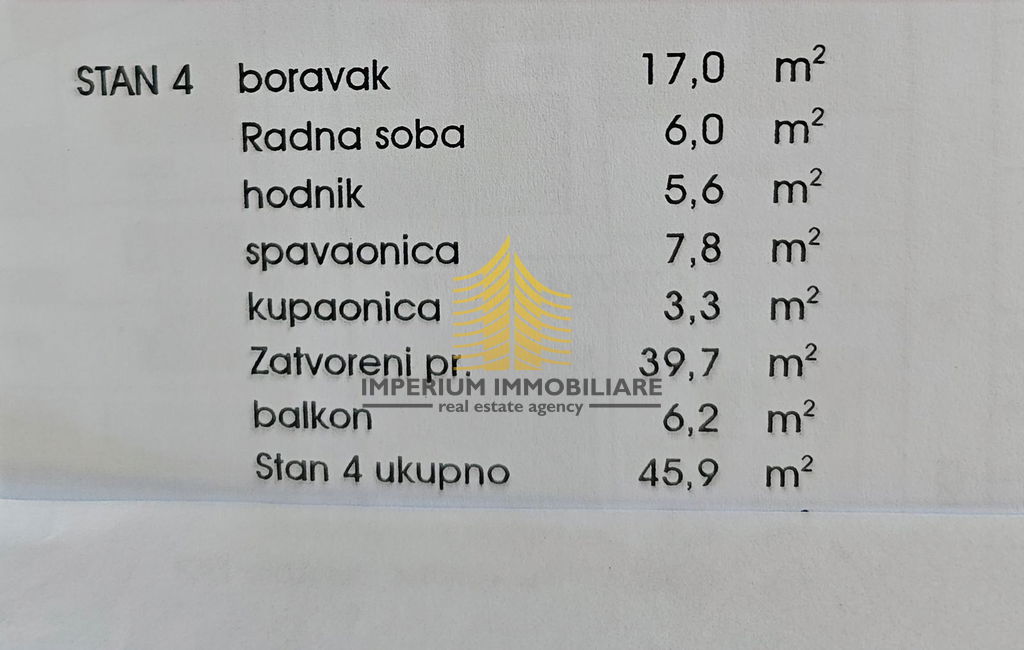 STAN 4 boravak 17,0 m²
Radna soba 6,0 m²
hodnik 5,6 m²
spavaonica 7,8 m²
kupaonica 3,3 m²
Zatvoreni pr. 39,7 m²
IMPERIUM IMMOBILIARE
real estate agency
balkon 6,2 m²
Stan 4 ukupno 45,9 m²